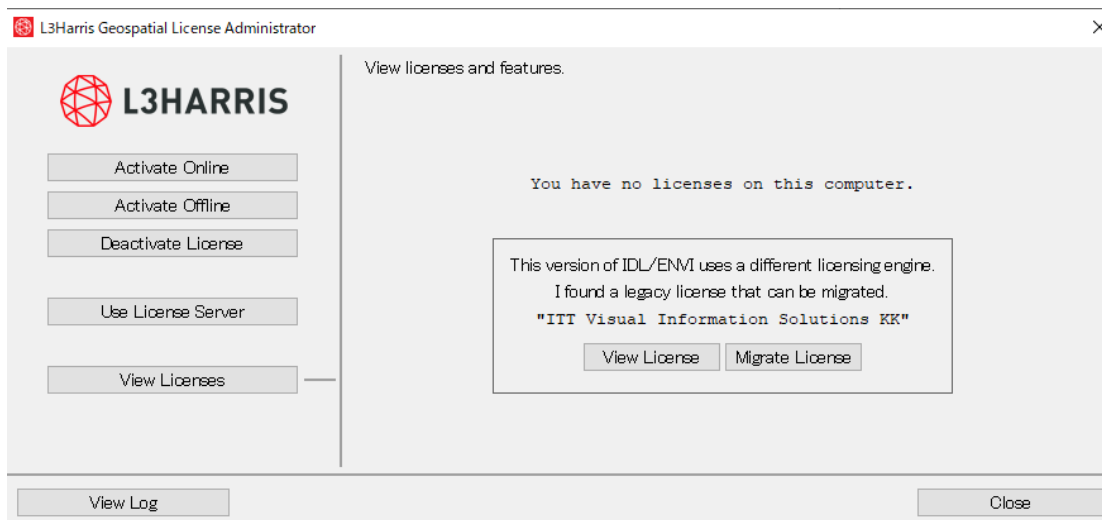 L3Harris Geospatial License Administrator
L3HARRIS
Activate Online
Activate Offline
Deactivate License
Use License Server
View Licenses
View licenses and features.
You have no licenses on this computer.
This version of IDL/ENVI uses a different licensing engine.
I found a legacy license that can be migrated.
"ITT Visual Information Solutions KK"
View License Migrate License
View Log
Close